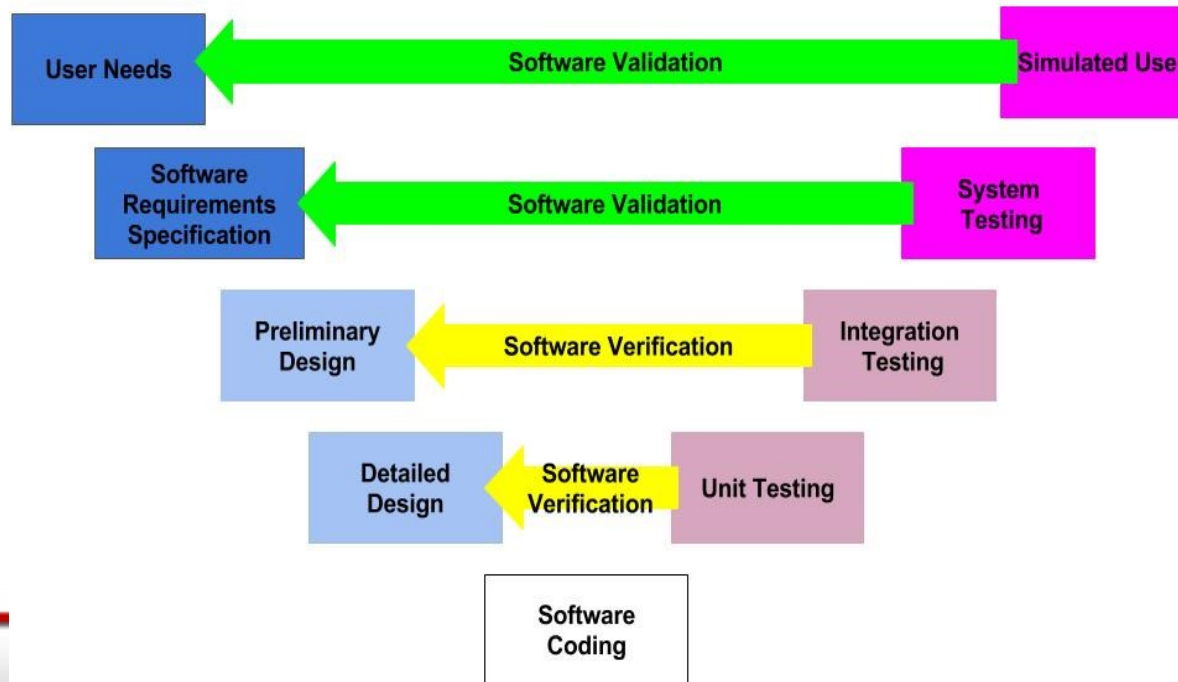 User Needs
Software Validation
Simulated Use
Software
Requirements
Specification
Software Validation
System
Testing
Preliminary
Design
Software Verification
Integration
Testing
Detailed
Design
Software
Verification
Unit Testing
Software
Coding